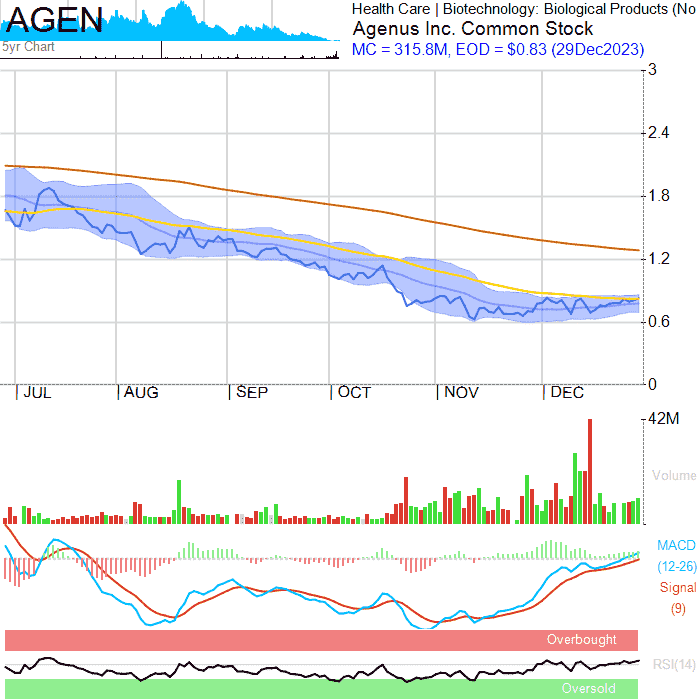 AGEN
5yr Chart
Health Care | Biotechnology: Biological Products (No
Agenus Inc. Common Stock
MC = 315.8M, EOD = $0.83 (29Dec2023)
3
2.4
1.8
1.2
0.6
0
JUL AUG SEP OCT NOV DEC
42M
Volume
MACD
(12-26)
Signal
(9)
Overbought
RSI(14)
Oversold